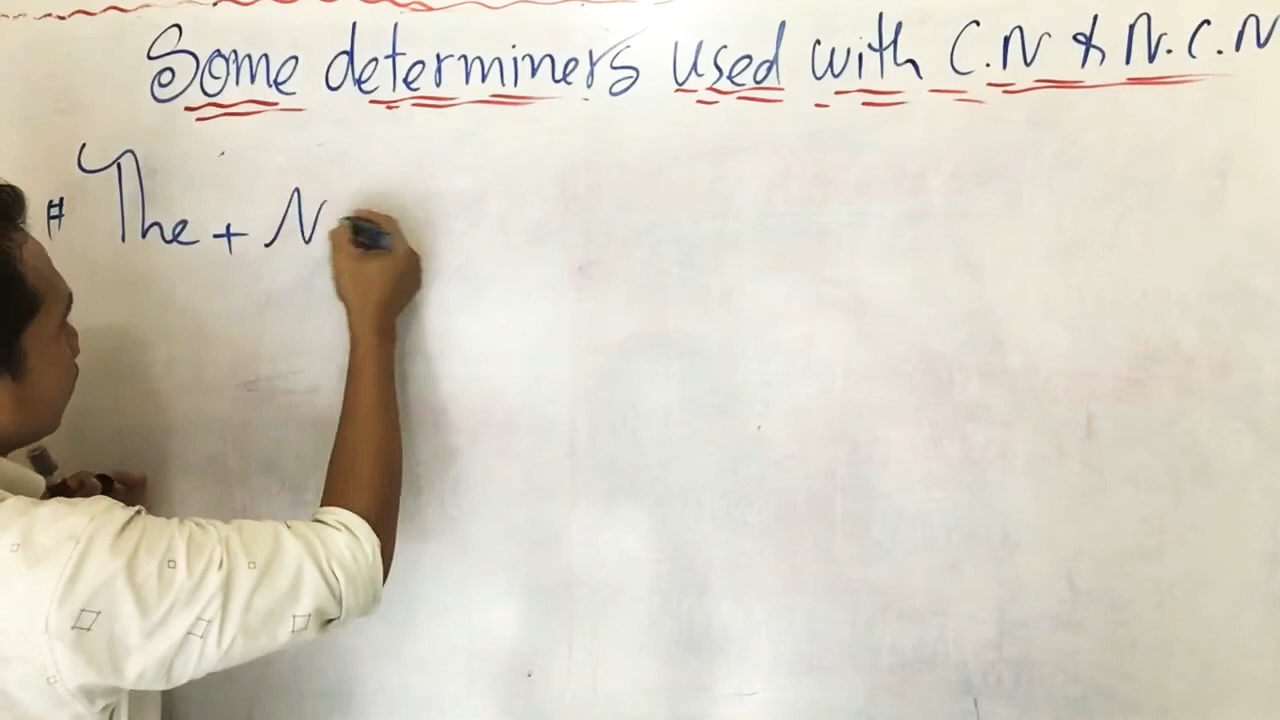 Some determiners used with C.N & N.C.N
# The + N